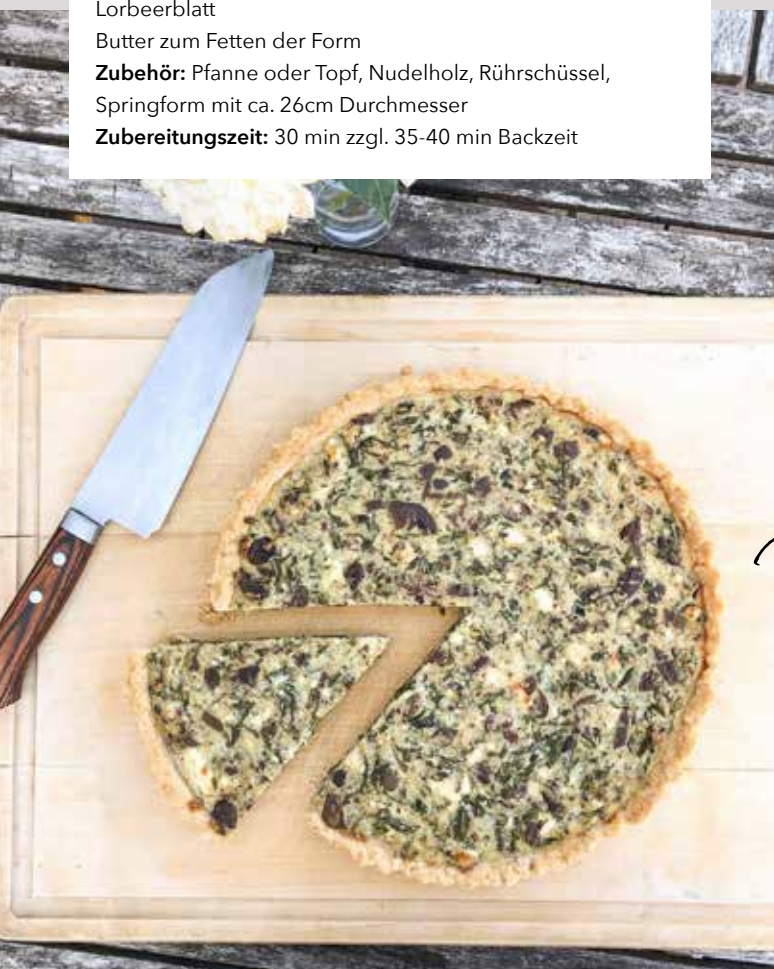 Lorbeerblatt
Butter zum Fetten der Form
Zubehör: Pfanne oder Topf, Nudelholz, Rührschüssel,
Springform mit ca. 26cm Durchmesser
Zubereitungszeit: 30 min zzgl. 35-40 min Backzeit